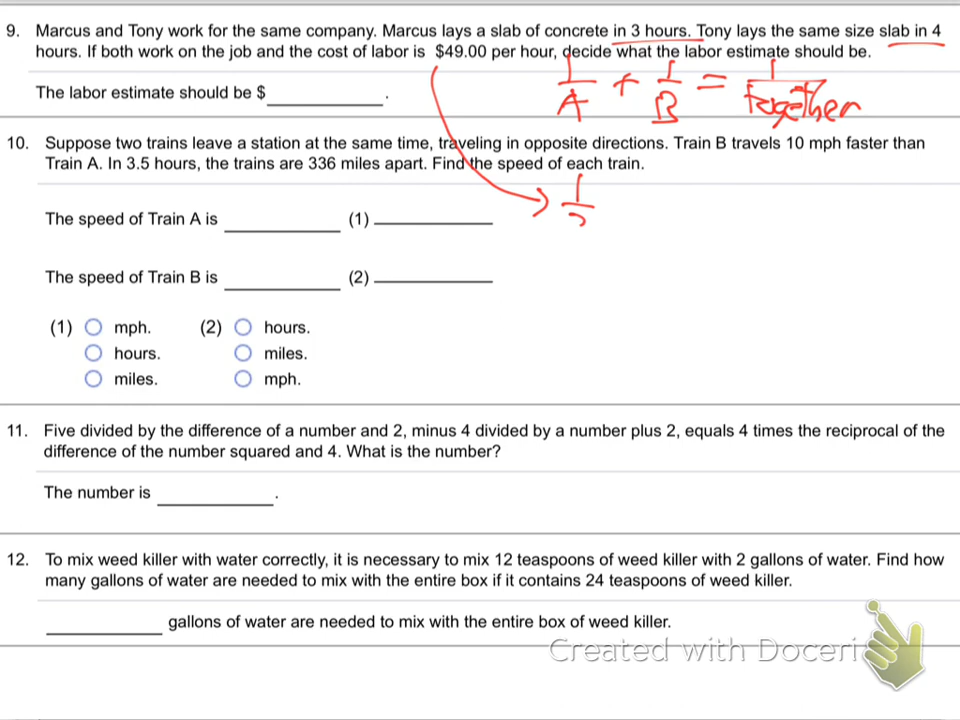 9. Marcus and Tony work for the same company. Marcus lays a slab of concrete in 3 hours. Tony lays the same size slab in 4
hours. If both work on the job and the cost of labor is $49.00 per hour, decide what the labor estimate should be.
The labor estimate should be $ .
1/A + 1/B = 1/together
10. Suppose two trains leave a station at the same time, traveling in opposite directions. Train B travels 10 mph faster than
Train A. In 3.5 hours, the trains are 336 miles apart. Find the speed of each train.
The speed of Train A is (1)
The speed of Train B is (2)
(1) mph. (2) hours.
hours. miles.
miles. mph.
11. Five divided by the difference of a number and 2, minus 4 divided by a number plus 2, equals 4 times the reciprocal of the
difference of the number squared and 4. What is the number?
The number is .
12. To mix weed killer with water correctly, it is necessary to mix 12 teaspoons of weed killer with 2 gallons of water. Find how
many gallons of water are needed to mix with the entire box if it contains 24 teaspoons of weed killer.
gallons of water are needed to mix with the entire box of weed killer.
Created with Doceri